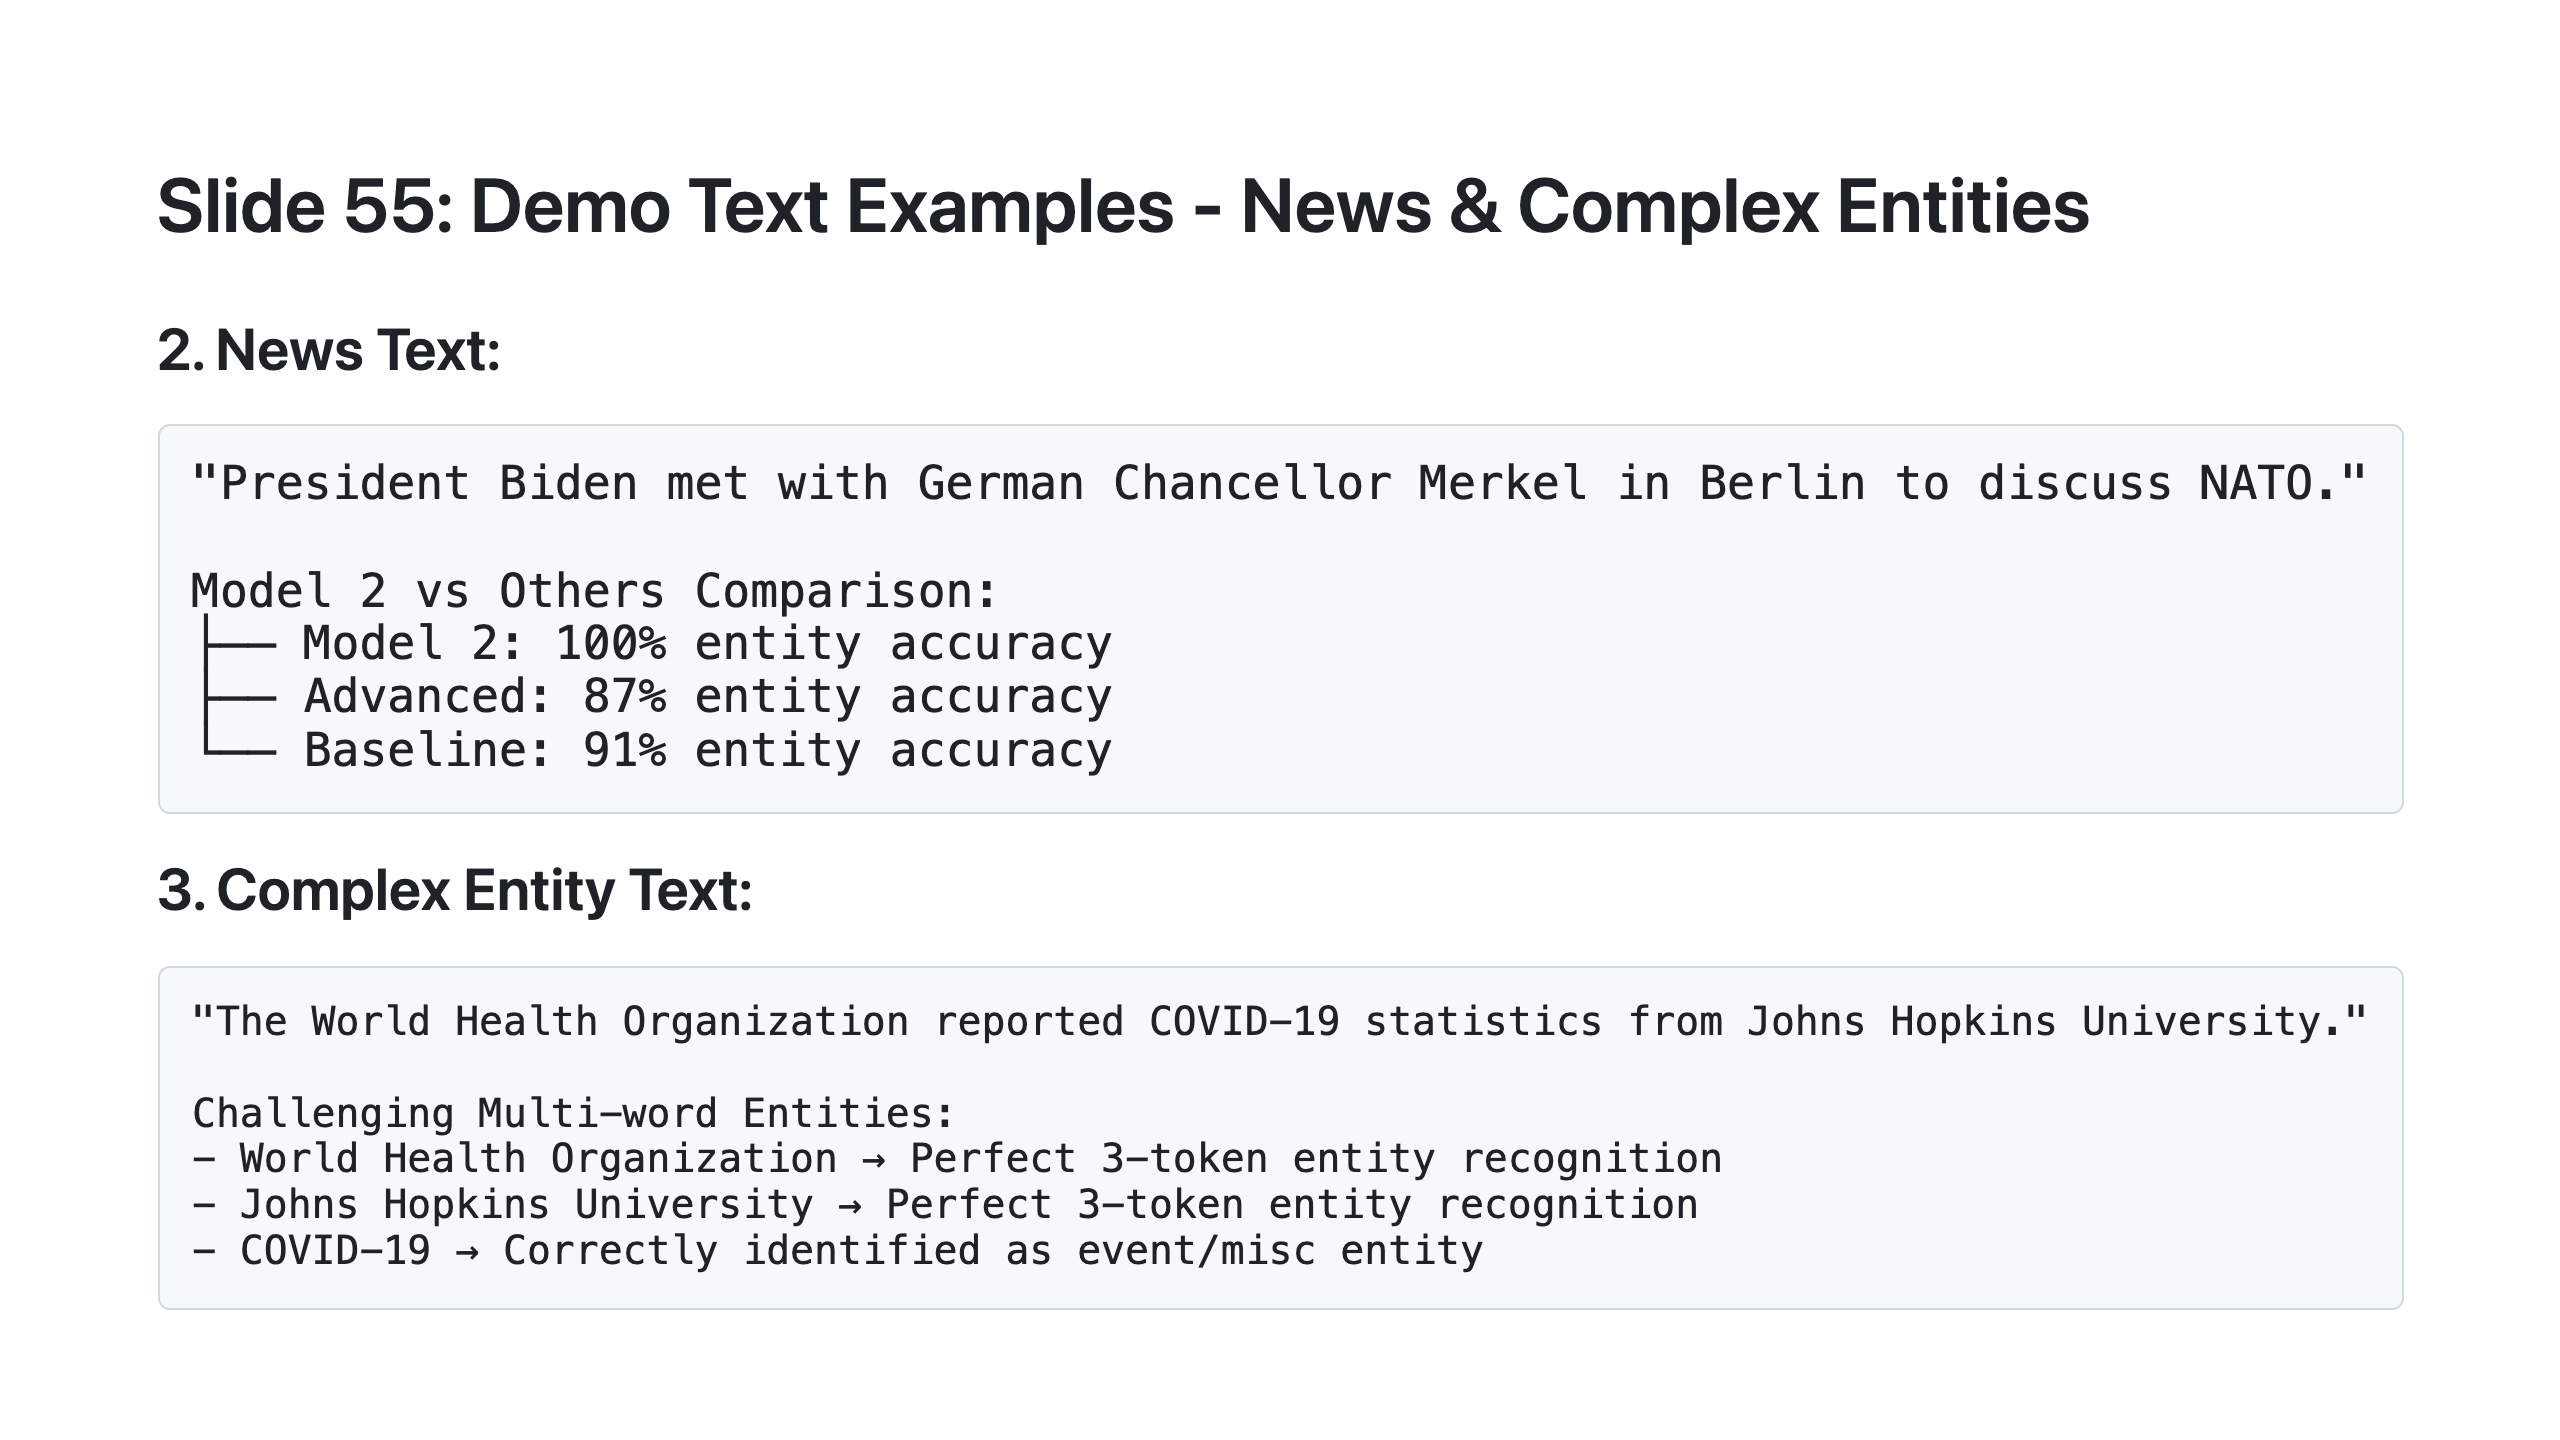 Slide 55: Demo Text Examples - News & Complex Entities
2. News Text:
"President Biden met with German Chancellor Merkel in Berlin to discuss NATO."
Model 2 vs Others Comparison:
├── Model 2: 100% entity accuracy
├── Advanced: 87% entity accuracy
└── Baseline: 91% entity accuracy
3. Complex Entity Text:
"The World Health Organization reported COVID-19 statistics from Johns Hopkins University."
Challenging Multi-word Entities:
- World Health Organization → Perfect 3-token entity recognition
- Johns Hopkins University → Perfect 3-token entity recognition
- COVID-19 → Correctly identified as event/misc entity